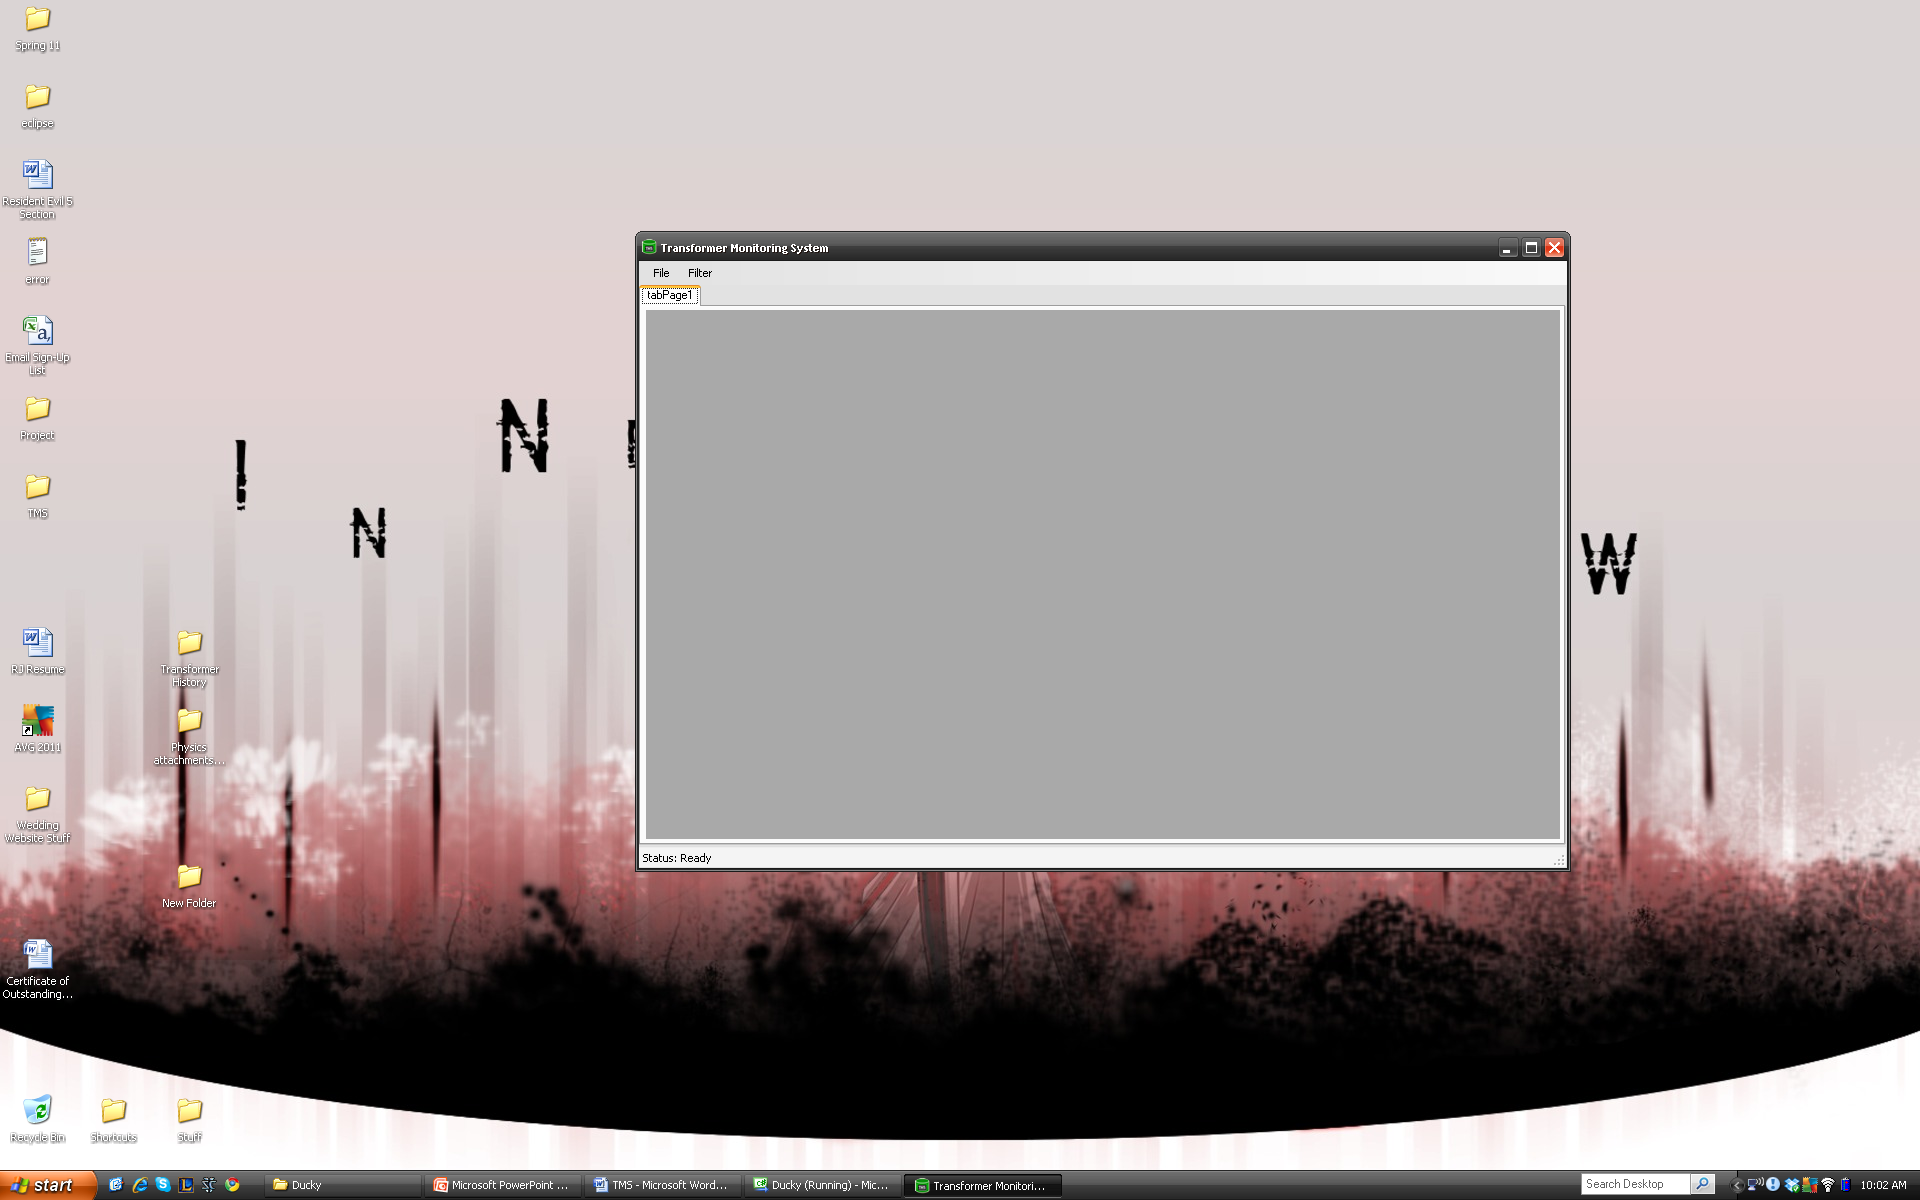 Spring 11
eclipse
Resident Evil 5
Section
error
Email Sign-Up
List
Project
TMS
RJ Resume
Transformer
History
AVG 2011
Physics
attachments...
Wedding
Website Stuff
New Folder
Certificate of
Outstanding...
Recycle Bin
Shortcuts
Stuff
I
N
N
W
Transformer Monitoring System
File Filter
tabPage1
Status: Ready
start
Ducky
Microsoft PowerPoint ...
TMS - Microsoft Word...
Ducky (Running) - Mic...
Transformer Monitori...
Search Desktop
10:02 AM